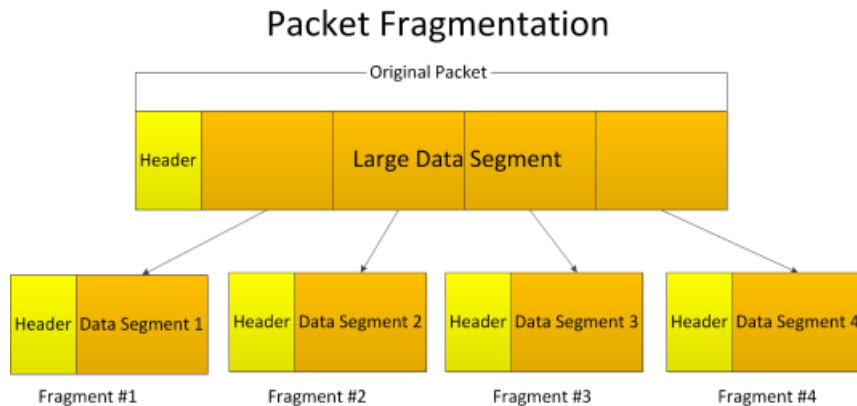 Packet Fragmentation
Original Packet
Header
Large Data Segment
Header
Data Segment 1
Header
Data Segment 2
Header
Data Segment 3
Header
Data Segment 4
Fragment #1
Fragment #2
Fragment #3
Fragment #4